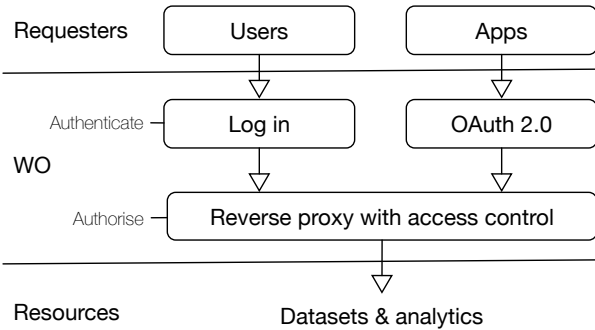 Requesters
Users
Apps
Authenticate
Log in
OAuth 2.0
WO
Authorise
Reverse proxy with access control
Resources
Datasets & analytics